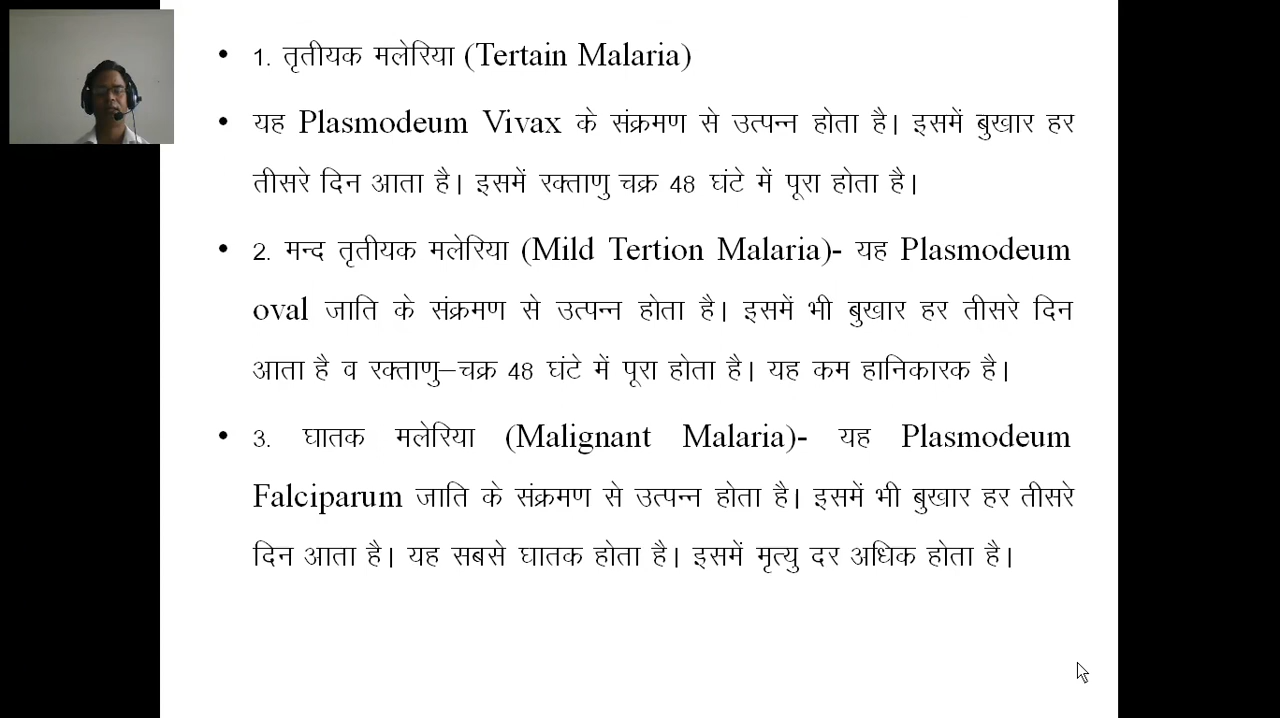 • 1. तृतीयक मलेरिया (Tertain Malaria)
• यह Plasmodeum Vivax के संक्रमण से उत्पन्न होता है। इसमें बुखार हर
तीसरे दिन आता है। इसमें रक्ताणु चक्र 48 घंटे में पूरा होता है।
• 2. मन्द तृतीयक मलेरिया (Mild Tertion Malaria)- यह Plasmodeum
oval जाति के संक्रमण से उत्पन्न होता है। इसमें भी बुखार हर तीसरे दिन
आता है व रक्ताणु–चक्र 48 घंटे में पूरा होता है। यह कम हानिकारक है।
• 3. घातक मलेरिया (Malignant Malaria)- यह Plasmodeum
Falciparum जाति के संक्रमण से उत्पन्न होता है। इसमें भी बुखार हर तीसरे
दिन आता है। यह सबसे घातक होता है। इसमें मृत्यु दर अधिक होता है।